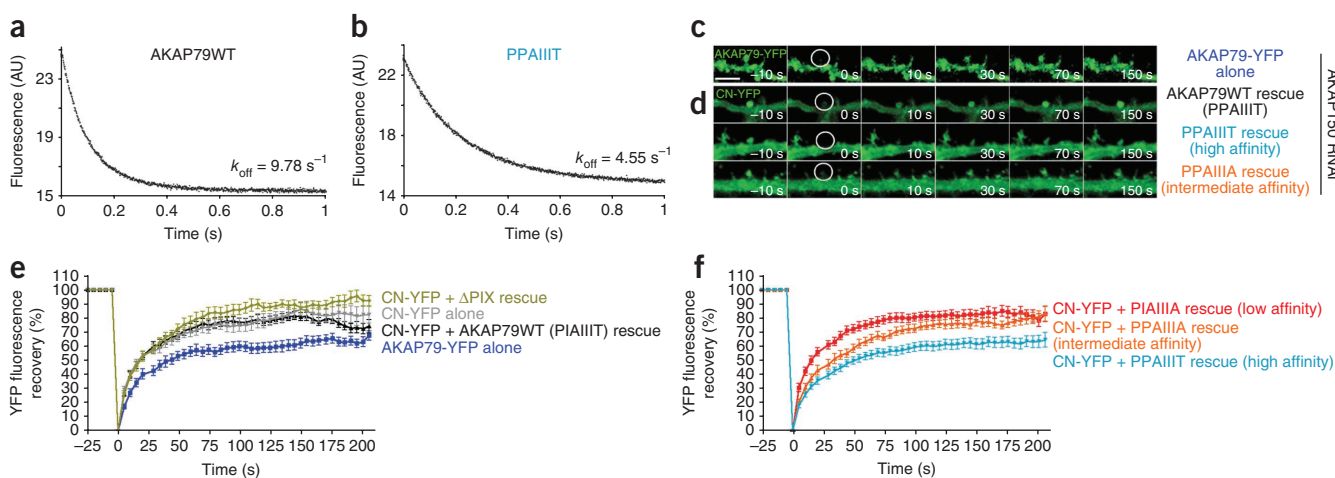 a
AKAP79WT
Fluorescence (AU)
23
19
15
0
0.2
0.4
0.6
0.8
1
Time (s)
koff = 9.78 s−1
b
PPAIIIT
Fluorescence (AU)
22
18
14
0
0.2
0.4
0.6
0.8
1
Time (s)
koff = 4.55 s−1
c
AKAP79-YFP
−10 s
0 s
10 s
30 s
70 s
150 s
AKAP79-YFP
alone
d
CN-YFP
−10 s
0 s
10 s
30 s
70 s
150 s
AKAP79WT rescue
(PPAIIIT)
−10 s
0 s
10 s
30 s
70 s
150 s
PPAIIIT rescue
(high affinity)
−10 s
0 s
10 s
30 s
70 s
150 s
PPAIIIA rescue
(intermediate affinity)
AKAP150 RNAi
e
YFP fluorescence
recovery (%)
110
100
90
80
70
60
50
40
30
20
10
0
−25
0
25
50
75
100
125
150
175
200
Time (s)
CN-YFP + ΔPIX rescue
CN-YFP alone
CN-YFP + AKAP79WT (PIAIIIT) rescue
AKAP79-YFP alone
f
YFP fluorescence
recovery (%)
110
100
90
80
70
60
50
40
30
20
10
0
−25
0
25
50
75
100
125
150
175
200
Time (s)
CN-YFP + PIAIIIA rescue (low affinity)
CN-YFP + PPAIIIA rescue
(intermediate affinity)
CN-YFP + PPAIIIT rescue (high affinity)